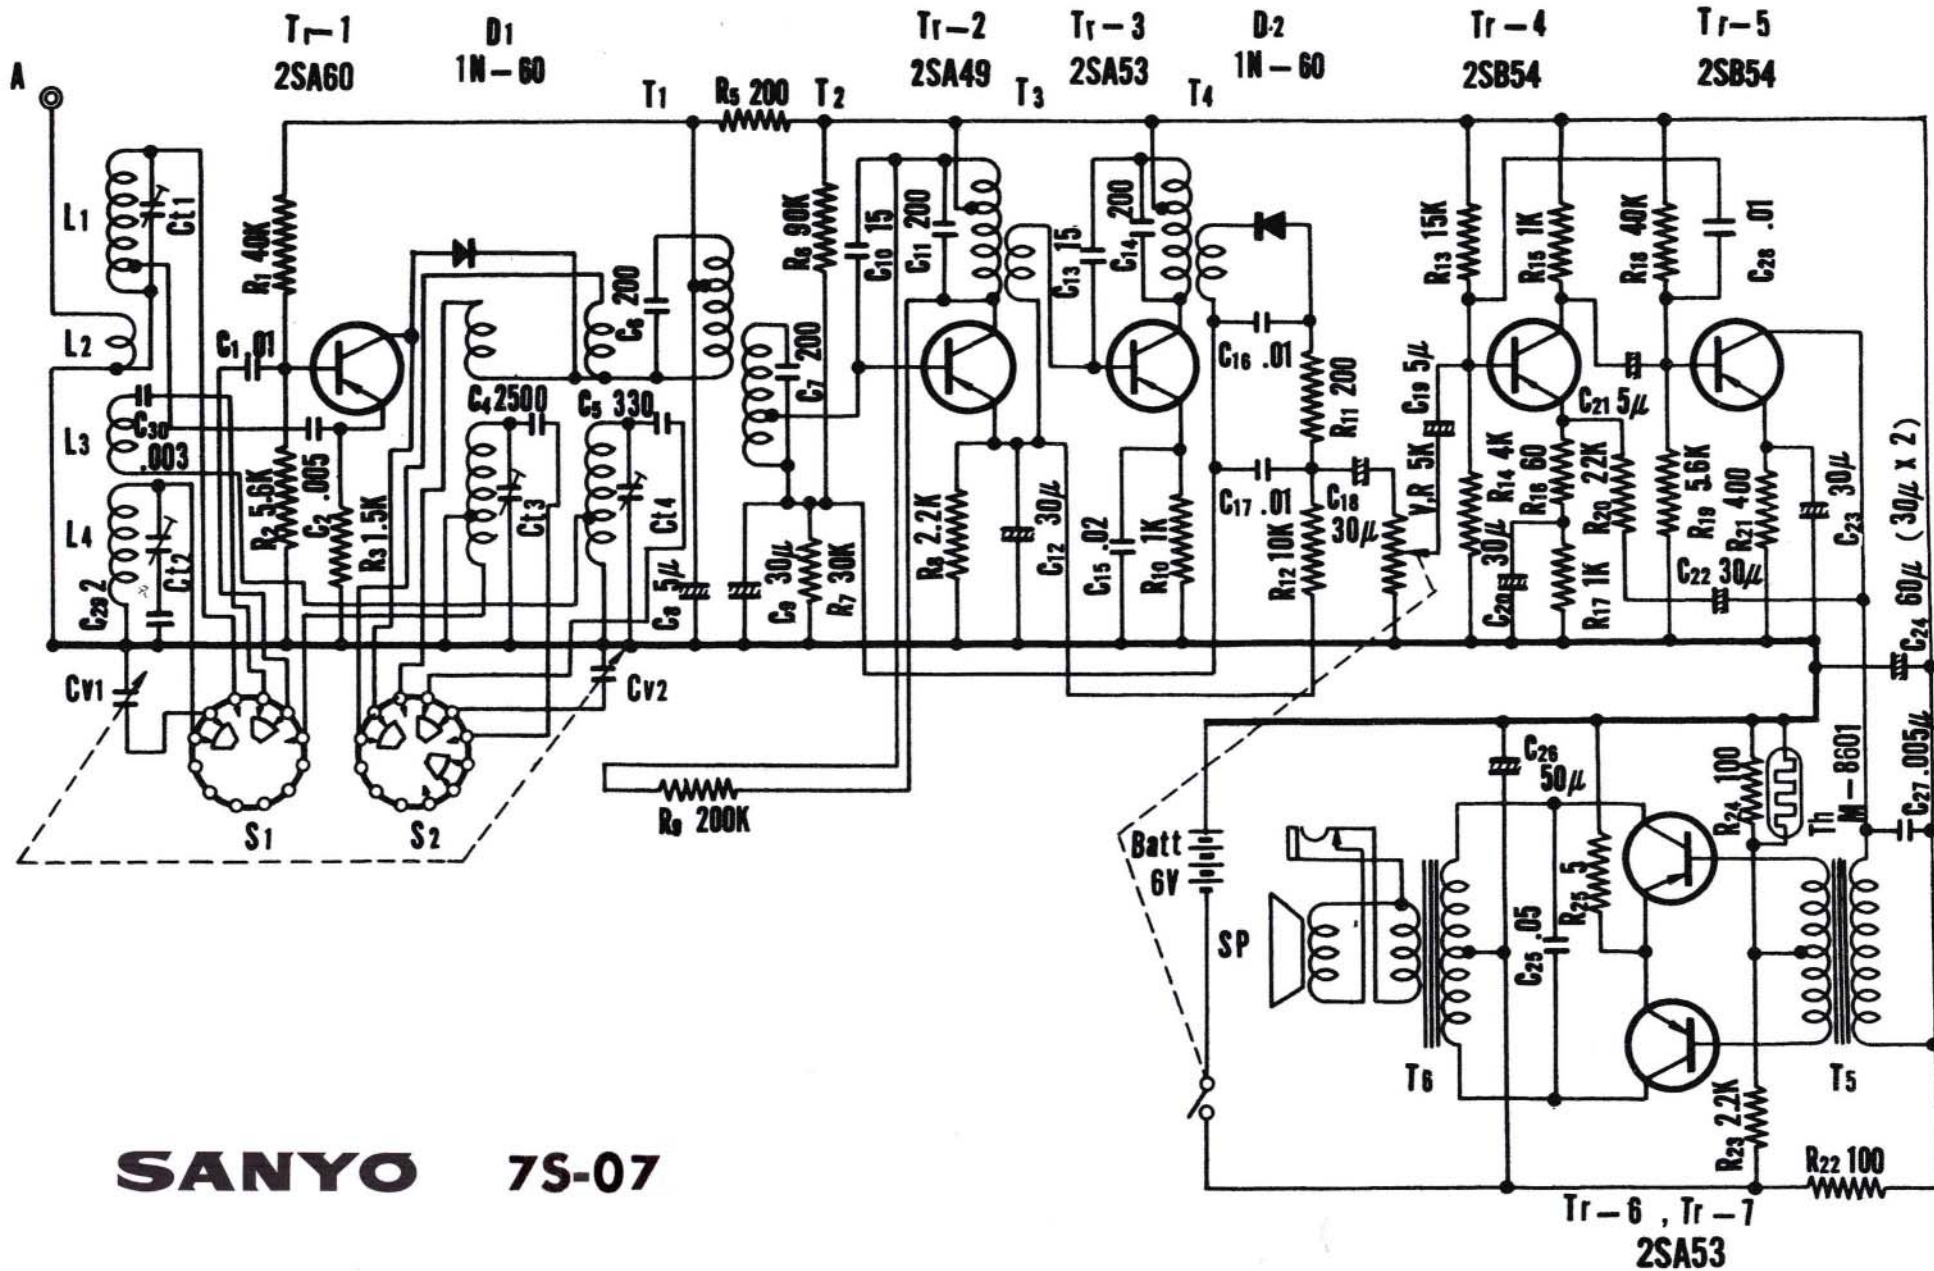 A
Tr-1
2SA60
D1
1N-60
T1
R5 200
T2
Tr-2
2SA49
T3
Tr-3
2SA53
T4
D2
1N-60
Tr-4
2SB54
Tr-5
2SB54
L1
Ct1
R1 40K
L2
C1 .01
C6 200
R6 90K
C10 15
C11 200
C13 15
C14 200
R13 15K
R15 1K
R18 40K
C28 .01
L3
C30
.003
C4 2500
C5 330
C7 200
C16 .01
R11 200
C19 5μ
C21 5μ
L4
Ct2
C29 2
R2 5.6K
C2 .005
R3 1.5K
Ct3
Ct4
C8 5μ
C9 30μ
R7 30K
R8 2.2K
C12 30μ
C15 .02
R10 1K
C17 .01
R12 10K
C18
30μ
V,R 5K
R14 4K
R16 60
C20 30μ
R17 1K
R20 2.2K
R19 5.6K
C22 30μ
R21 400
C23 30μ
C24 60μ (30μ x 2)
Cv1
Cv2
S1
S2
R9 200K
Batt
6V
SP
C26
50μ
C25 .05
R25 5
R24 100
Th
M-8601
C27 .005μ
T6
T5
R23 2.2K
R22 100
Tr-6 , Tr-7
2SA53
SANYO 7S-07